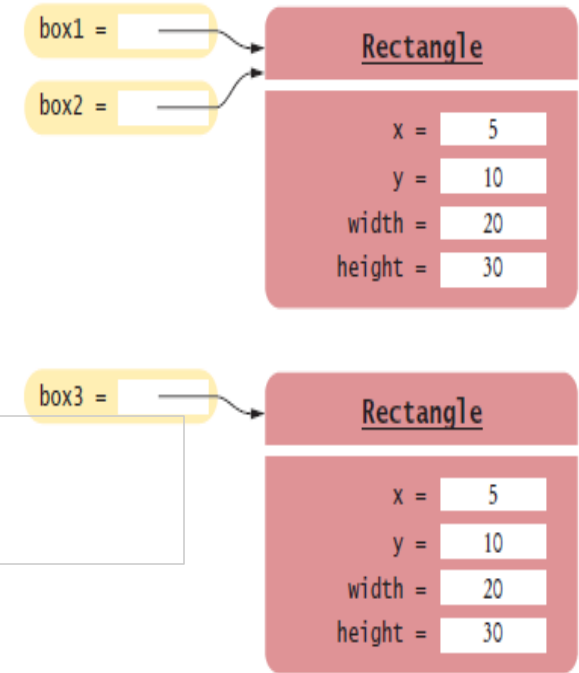 box1 =
Rectangle
box2 =
x = 5
y = 10
width = 20
height = 30
box3 =
Rectangle
x = 5
y = 10
width = 20
height = 30